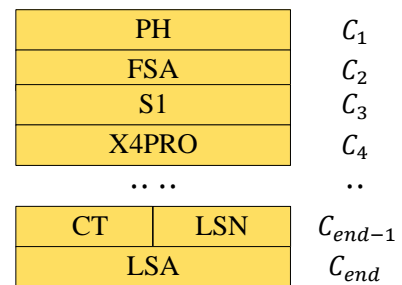 PH C₁
FSA C₂
S1 C₃
X4PRO C₄
.. .. ..
CT LSN Cₑₙd₋₁
LSA Cₑₙd